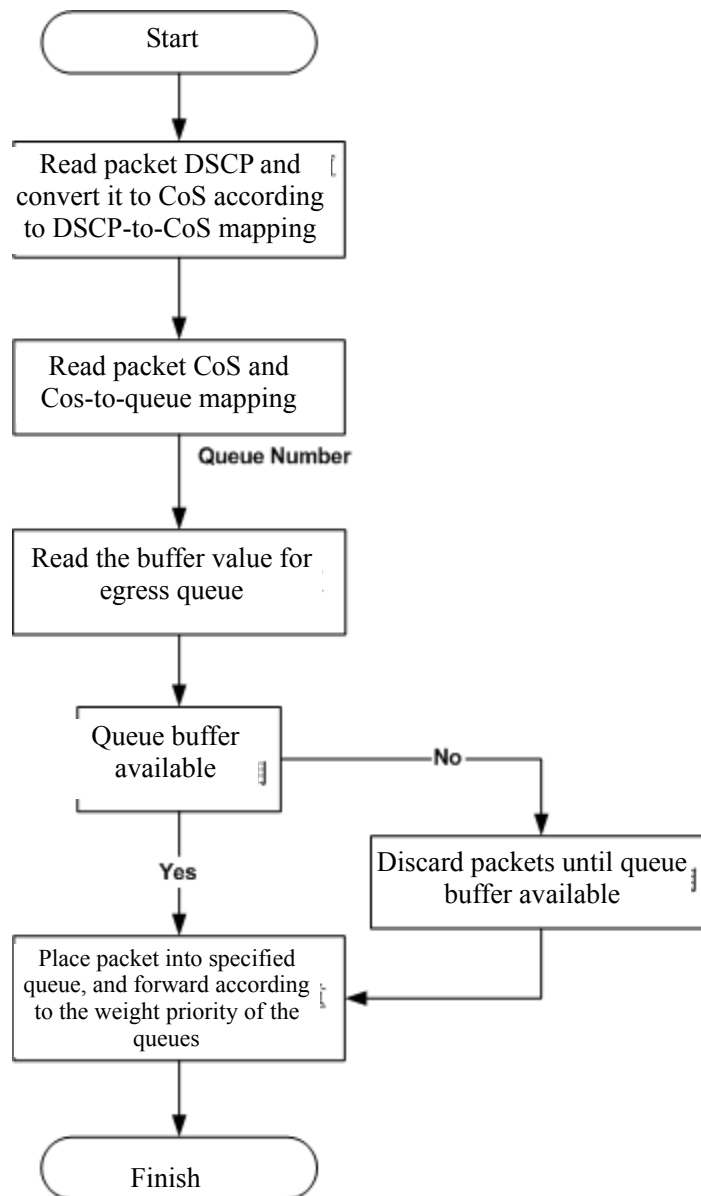 Start
Read packet DSCP and
convert it to CoS according
to DSCP-to-CoS mapping
Read packet CoS and
Cos-to-queue mapping
Queue Number
Read the buffer value for
egress queue
Queue buffer
available
No
Yes
Discard packets until queue
buffer available
Place packet into specified
queue, and forward according
to the weight priority of the
queues
Finish